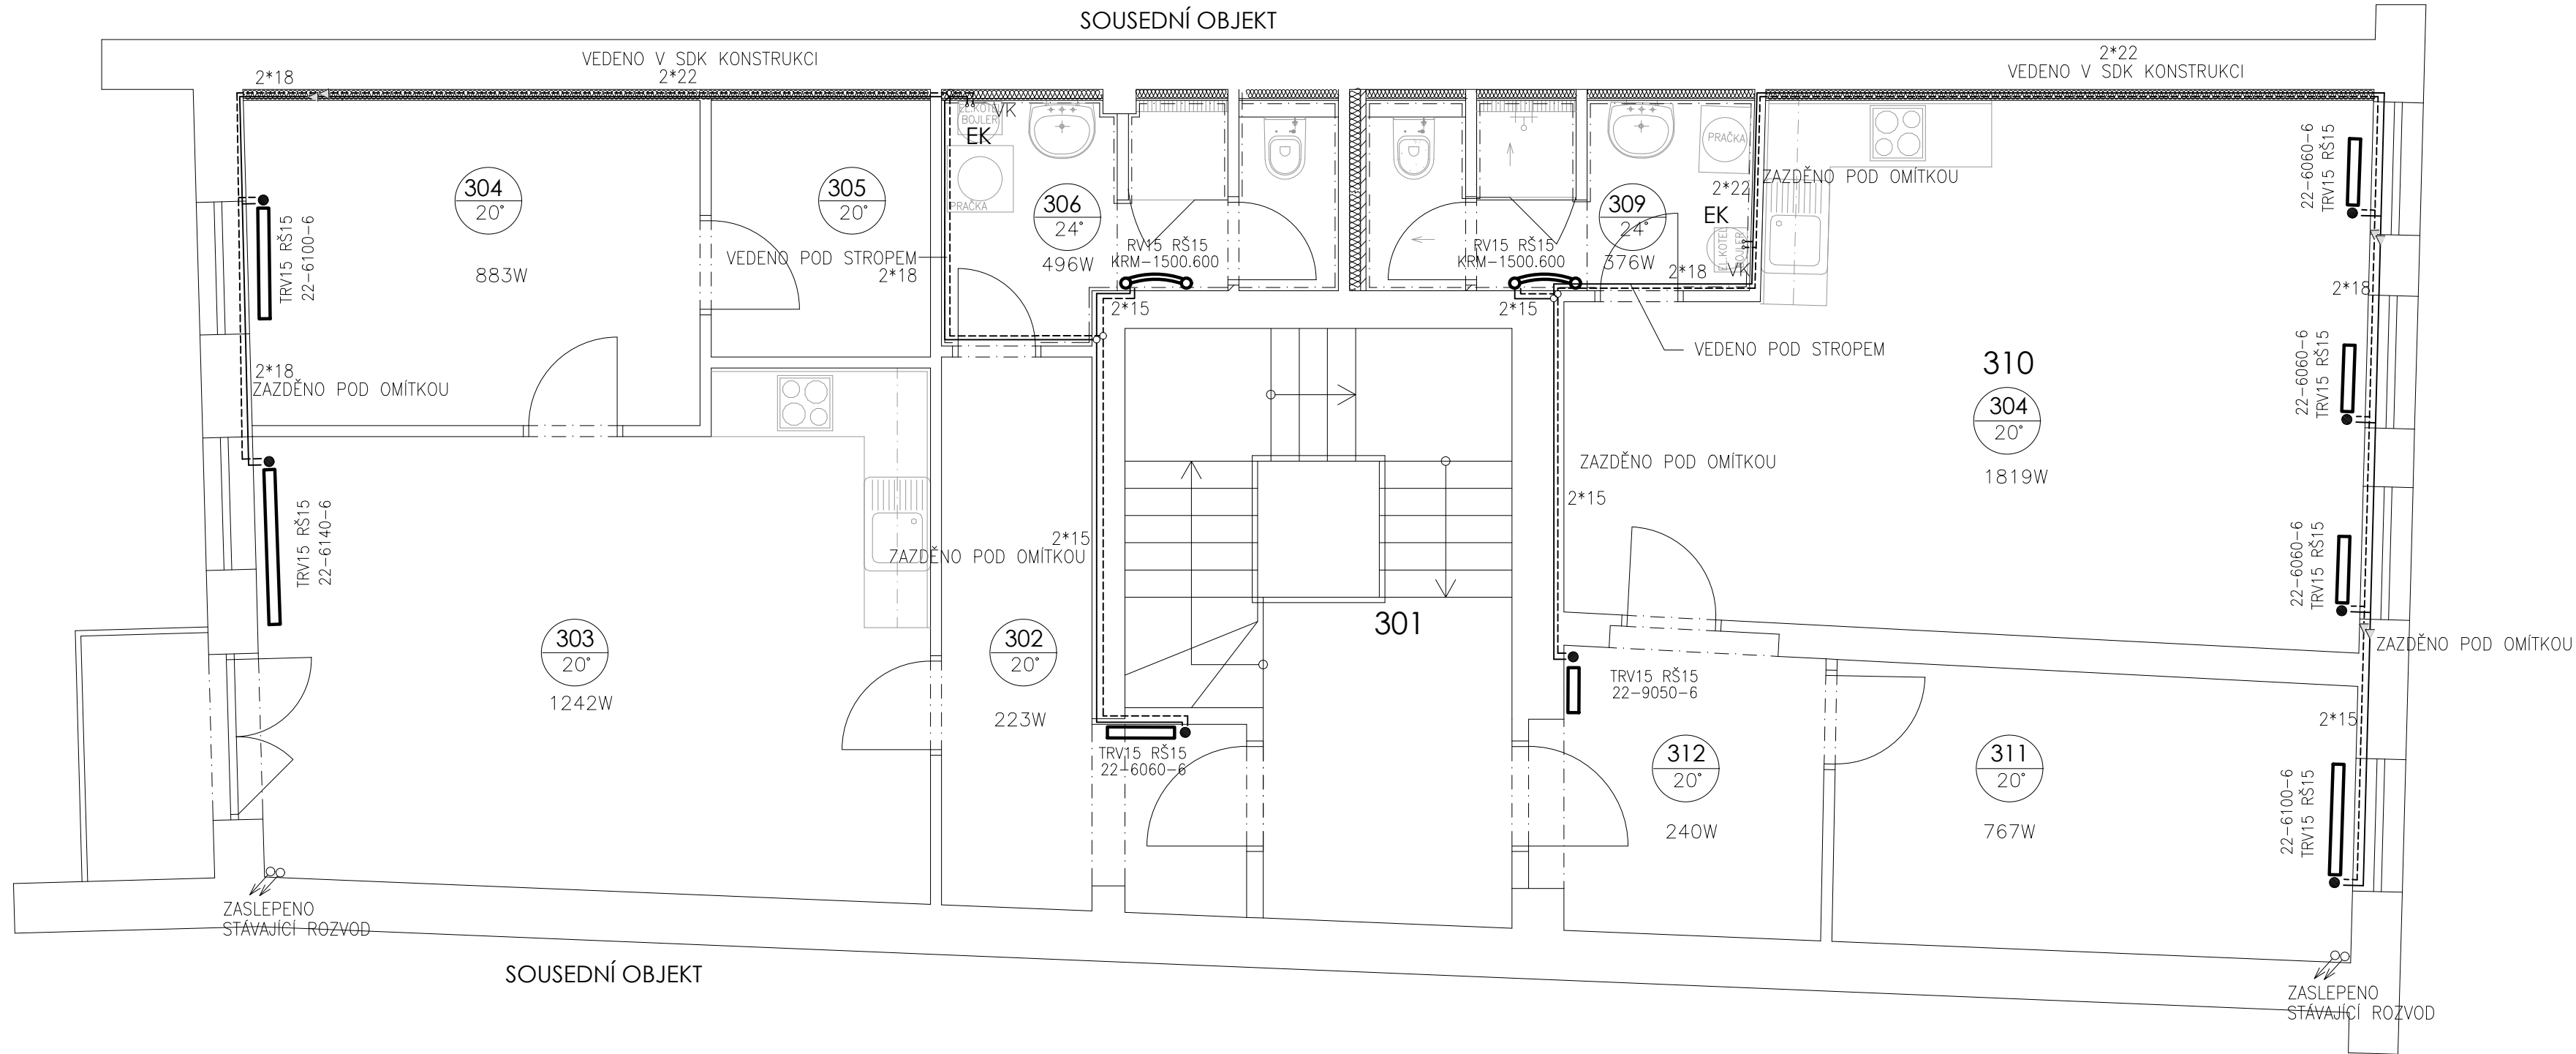 SOUSEDNÍ OBJEKT
VEDENO V SDK KONSTRUKCI
2*22
2*18
2*22
VEDENO V SDK KONSTRUKCI
304
20°
883W
TRV15 RŠ15
22-6100-6
2*18
ZAZDĚNO POD OMÍTKOU
305
20°
VEDENO POD STROPEM
2*18
EL.KOTEL
BOJLER
VK
EK
PRAČKA
306
24°
496W
RV15 RŠ15
KRM-1500.600
2*15
RV15 RŠ15
KRM-1500.600
2*15
309
24°
376W
PRAČKA
2*22
ZAZDĚNO POD OMÍTKOU
EK
EL.KOTEL
BOJLER
2*18
VK
VEDENO POD STROPEM
22-6060-6
TRV15 RŠ15
2*18
22-6060-6
TRV15 RŠ15
310
304
20°
1819W
22-6060-6
TRV15 RŠ15
ZAZDĚNO POD OMÍTKOU
2*15
TRV15 RŠ15
22-6140-6
303
20°
1242W
2*15
ZAZDĚNO POD OMÍTKOU
302
20°
223W
TRV15 RŠ15
22-6060-6
301
TRV15 RŠ15
22-9050-6
312
20°
240W
311
20°
767W
ZAZDĚNO POD OMÍTKOU
2*15
22-6100-6
TRV15 RŠ15
ZASLEPENO
STÁVAJÍCÍ ROZVOD
SOUSEDNÍ OBJEKT
ZASLEPENO
STÁVAJÍCÍ ROZVOD